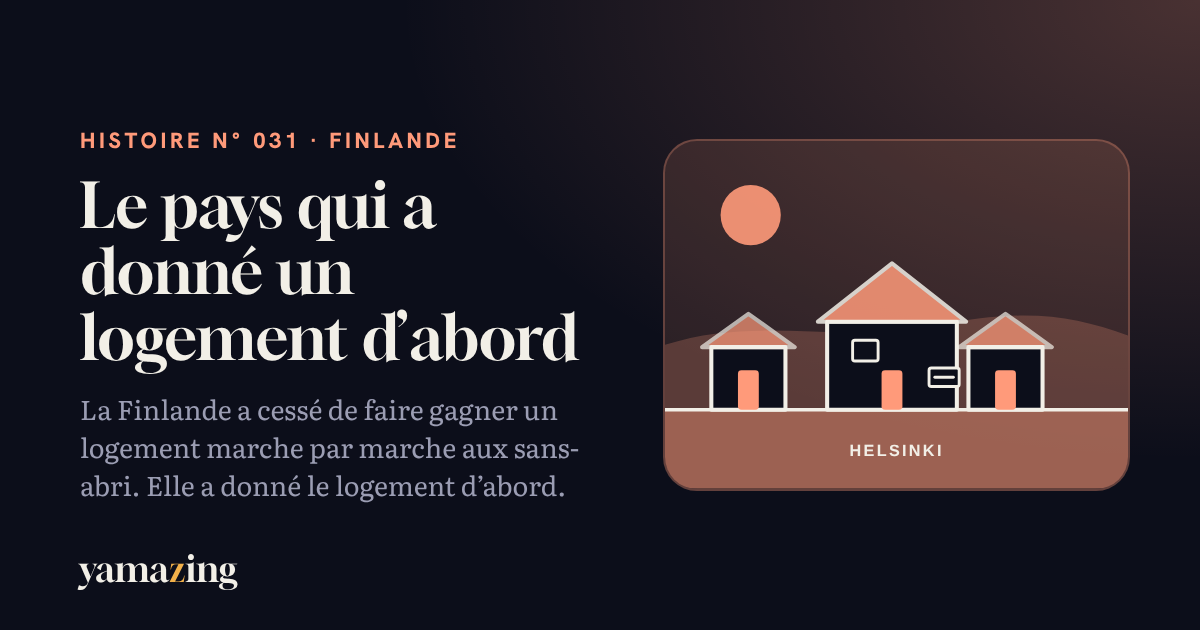 HISTOIRE N° 031 · FINLANDE
Le pays qui a
donné un
logement d’abord
La Finlande a cessé de faire gagner un
logement marche par marche aux sans-
abri. Elle a donné le logement d’abord.
HELSINKI
yamazing